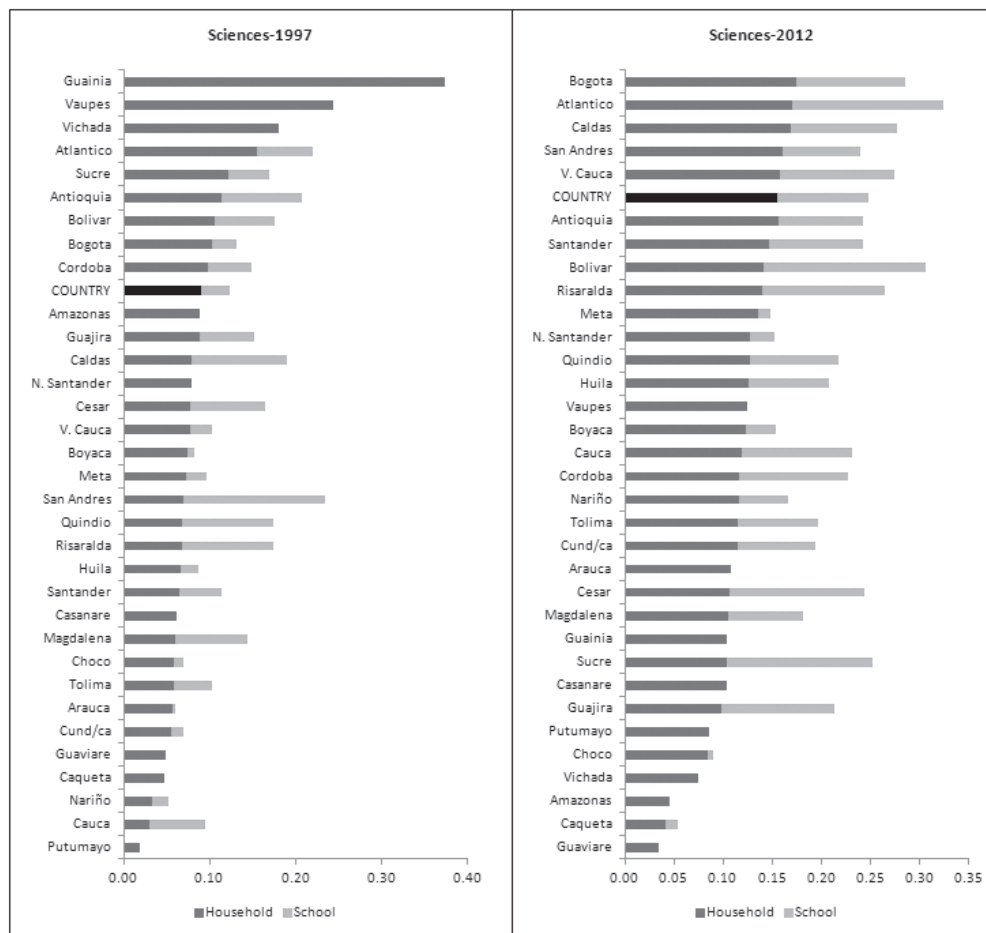 Sciences-1997
Guainia
Vaupes
Vichada
Atlantico
Sucre
Antioquia
Bolivar
Bogota
Cordoba
COUNTRY
Amazonas
Guajira
Caldas
N. Santander
Cesar
V. Cauca
Boyaca
Meta
San Andres
Quindio
Risaralda
Huila
Santander
Casanare
Magdalena
Choco
Tolima
Arauca
Cund/ca
Guaviare
Caqueta
Nariño
Cauca
Putumayo
0.00 0.10 0.20 0.30 0.40
Household School
Sciences-2012
Bogota
Atlantico
Caldas
San Andres
V. Cauca
COUNTRY
Antioquia
Santander
Bolivar
Risaralda
Meta
N. Santander
Quindio
Huila
Vaupes
Boyaca
Cauca
Cordoba
Nariño
Tolima
Cund/ca
Arauca
Cesar
Magdalena
Guainia
Sucre
Casanare
Guajira
Putumayo
Choco
Vichada
Amazonas
Caqueta
Guaviare
0.00 0.05 0.10 0.15 0.20 0.25 0.30 0.35
Household School